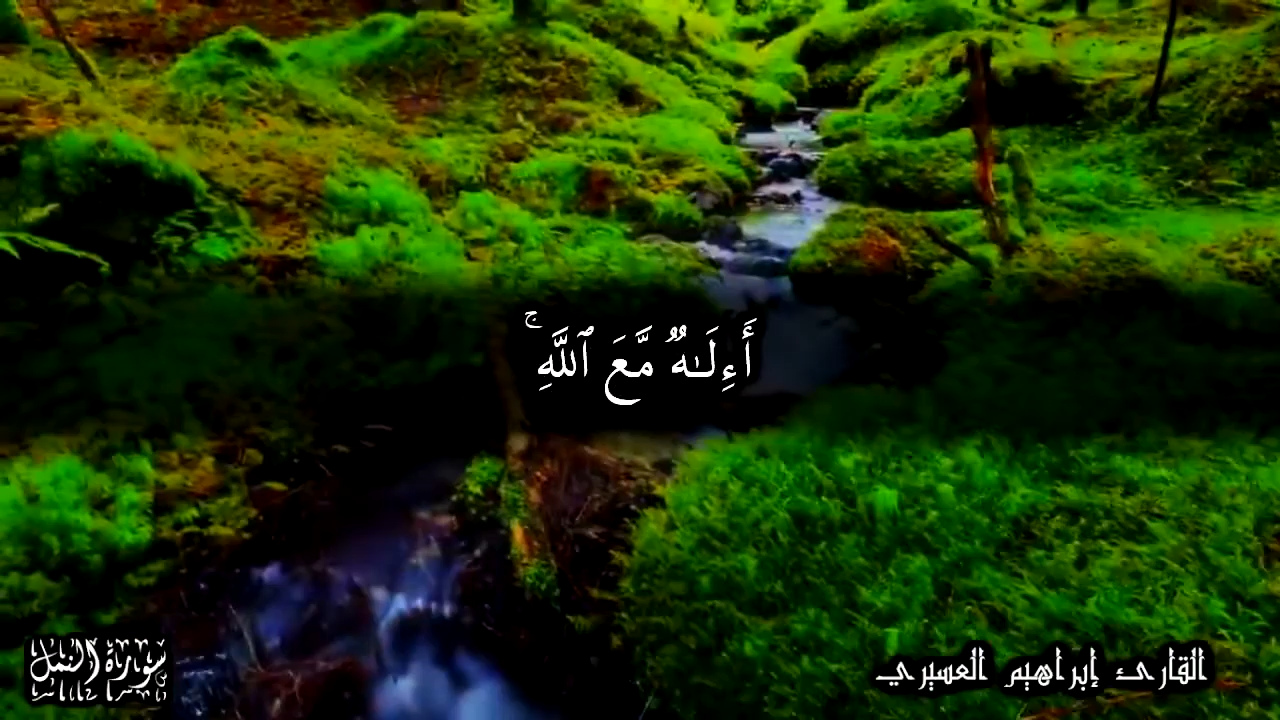 أَءِلَـٰهٌ مَّعَ ٱللَّهِ ۚ
سورة النمل
القارئ إبراهيم العسيري